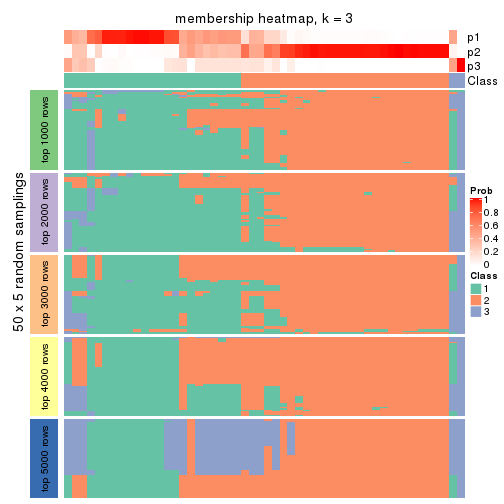 membership heatmap, k = 3
p1
p2
p3
Class
50 x 5 random samplings
top 1000 rows
top 2000 rows
top 3000 rows
top 4000 rows
top 5000 rows
Prob
1
0.8
0.6
0.4
0.2
0
Class
1
2
3